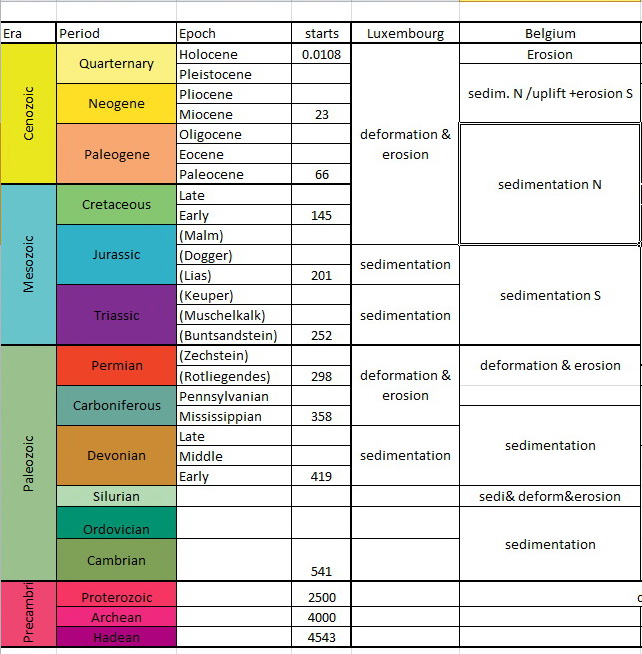 Era Period Epoch starts Luxembourg Belgium
Cenozoic Quarternary Holocene 0.0108 deformation & erosion Erosion
Pleistocene sedim. N /uplift +erosion S
Neogene Pliocene
Miocene 23
Paleogene Oligocene sedimentation N
Eocene
Paleocene 66
Mesozoic Cretaceous Late
Early 145
Jurassic (Malm)
(Dogger) sedimentation sedimentation S
(Lias) 201
Triassic (Keuper) sedimentation
(Muschelkalk)
(Buntsandstein) 252
Paleozoic Permian (Zechstein) deformation & erosion deformation & erosion
(Rotliegendes) 298
Carboniferous Pennsylvanian
Mississippian 358 sedimentation
Devonian Late sedimentation
Middle
Early 419
Silurian sedi& deform&erosion
Ordovician sedimentation
Cambrian 541
Precambri Proterozoic 2500
Archean 4000
Hadean 4543